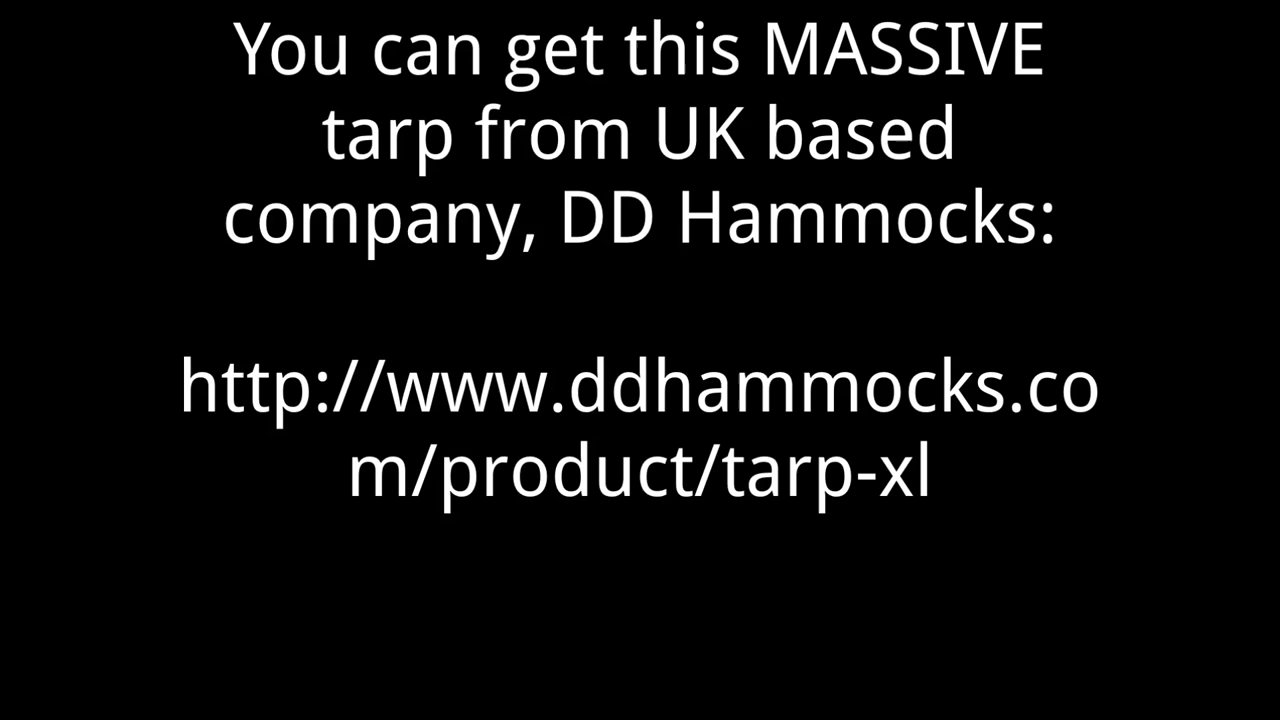 You can get this MASSIVE
tarp from UK based
company, DD Hammocks:
http://www.ddhammocks.co
m/product/tarp-xl